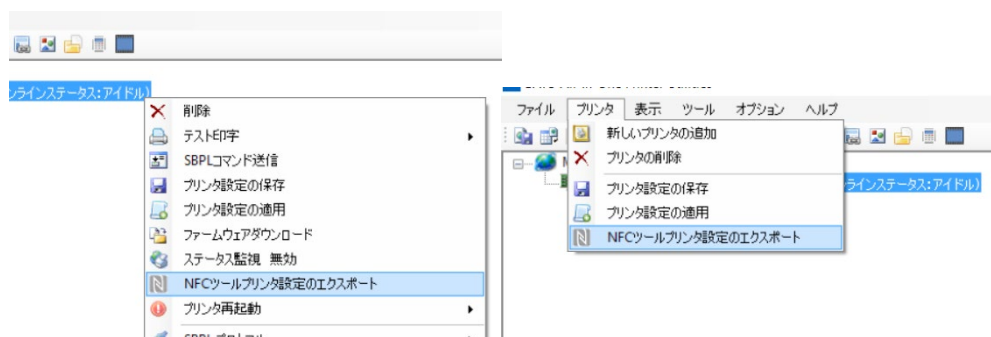 ンラインステータス:アイドル)
削除
テスト印字
SBPLコマンド送信
プリンタ設定の保存
プリンタ設定の適用
ファームウェアダウンロード
ステータス監視 無効
NFCツールプリンタ設定のエクスポート
プリンタ再起動
ファイル プリンタ 表示 ツール オプション ヘルプ
新しいプリンタの追加
プリンタの削除
プリンタ設定の保存
ラインステータス:アイドル)
プリンタ設定の適用
NFCツールプリンタ設定のエクスポート